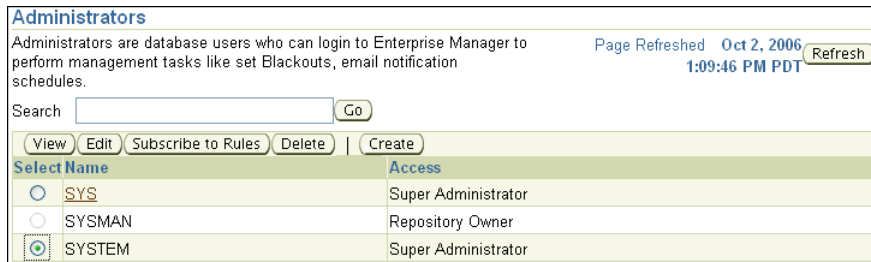 Administrators
Administrators are database users who can login to Enterprise Manager to
perform management tasks like set Blackouts, email notification
schedules.
Page Refreshed Oct 2, 2006
1:09:46 PM PDT
Refresh
Search Go
View Edit Subscribe to Rules Delete | Create
Select Name Access
SYS Super Administrator
SYSMAN Repository Owner
SYSTEM Super Administrator